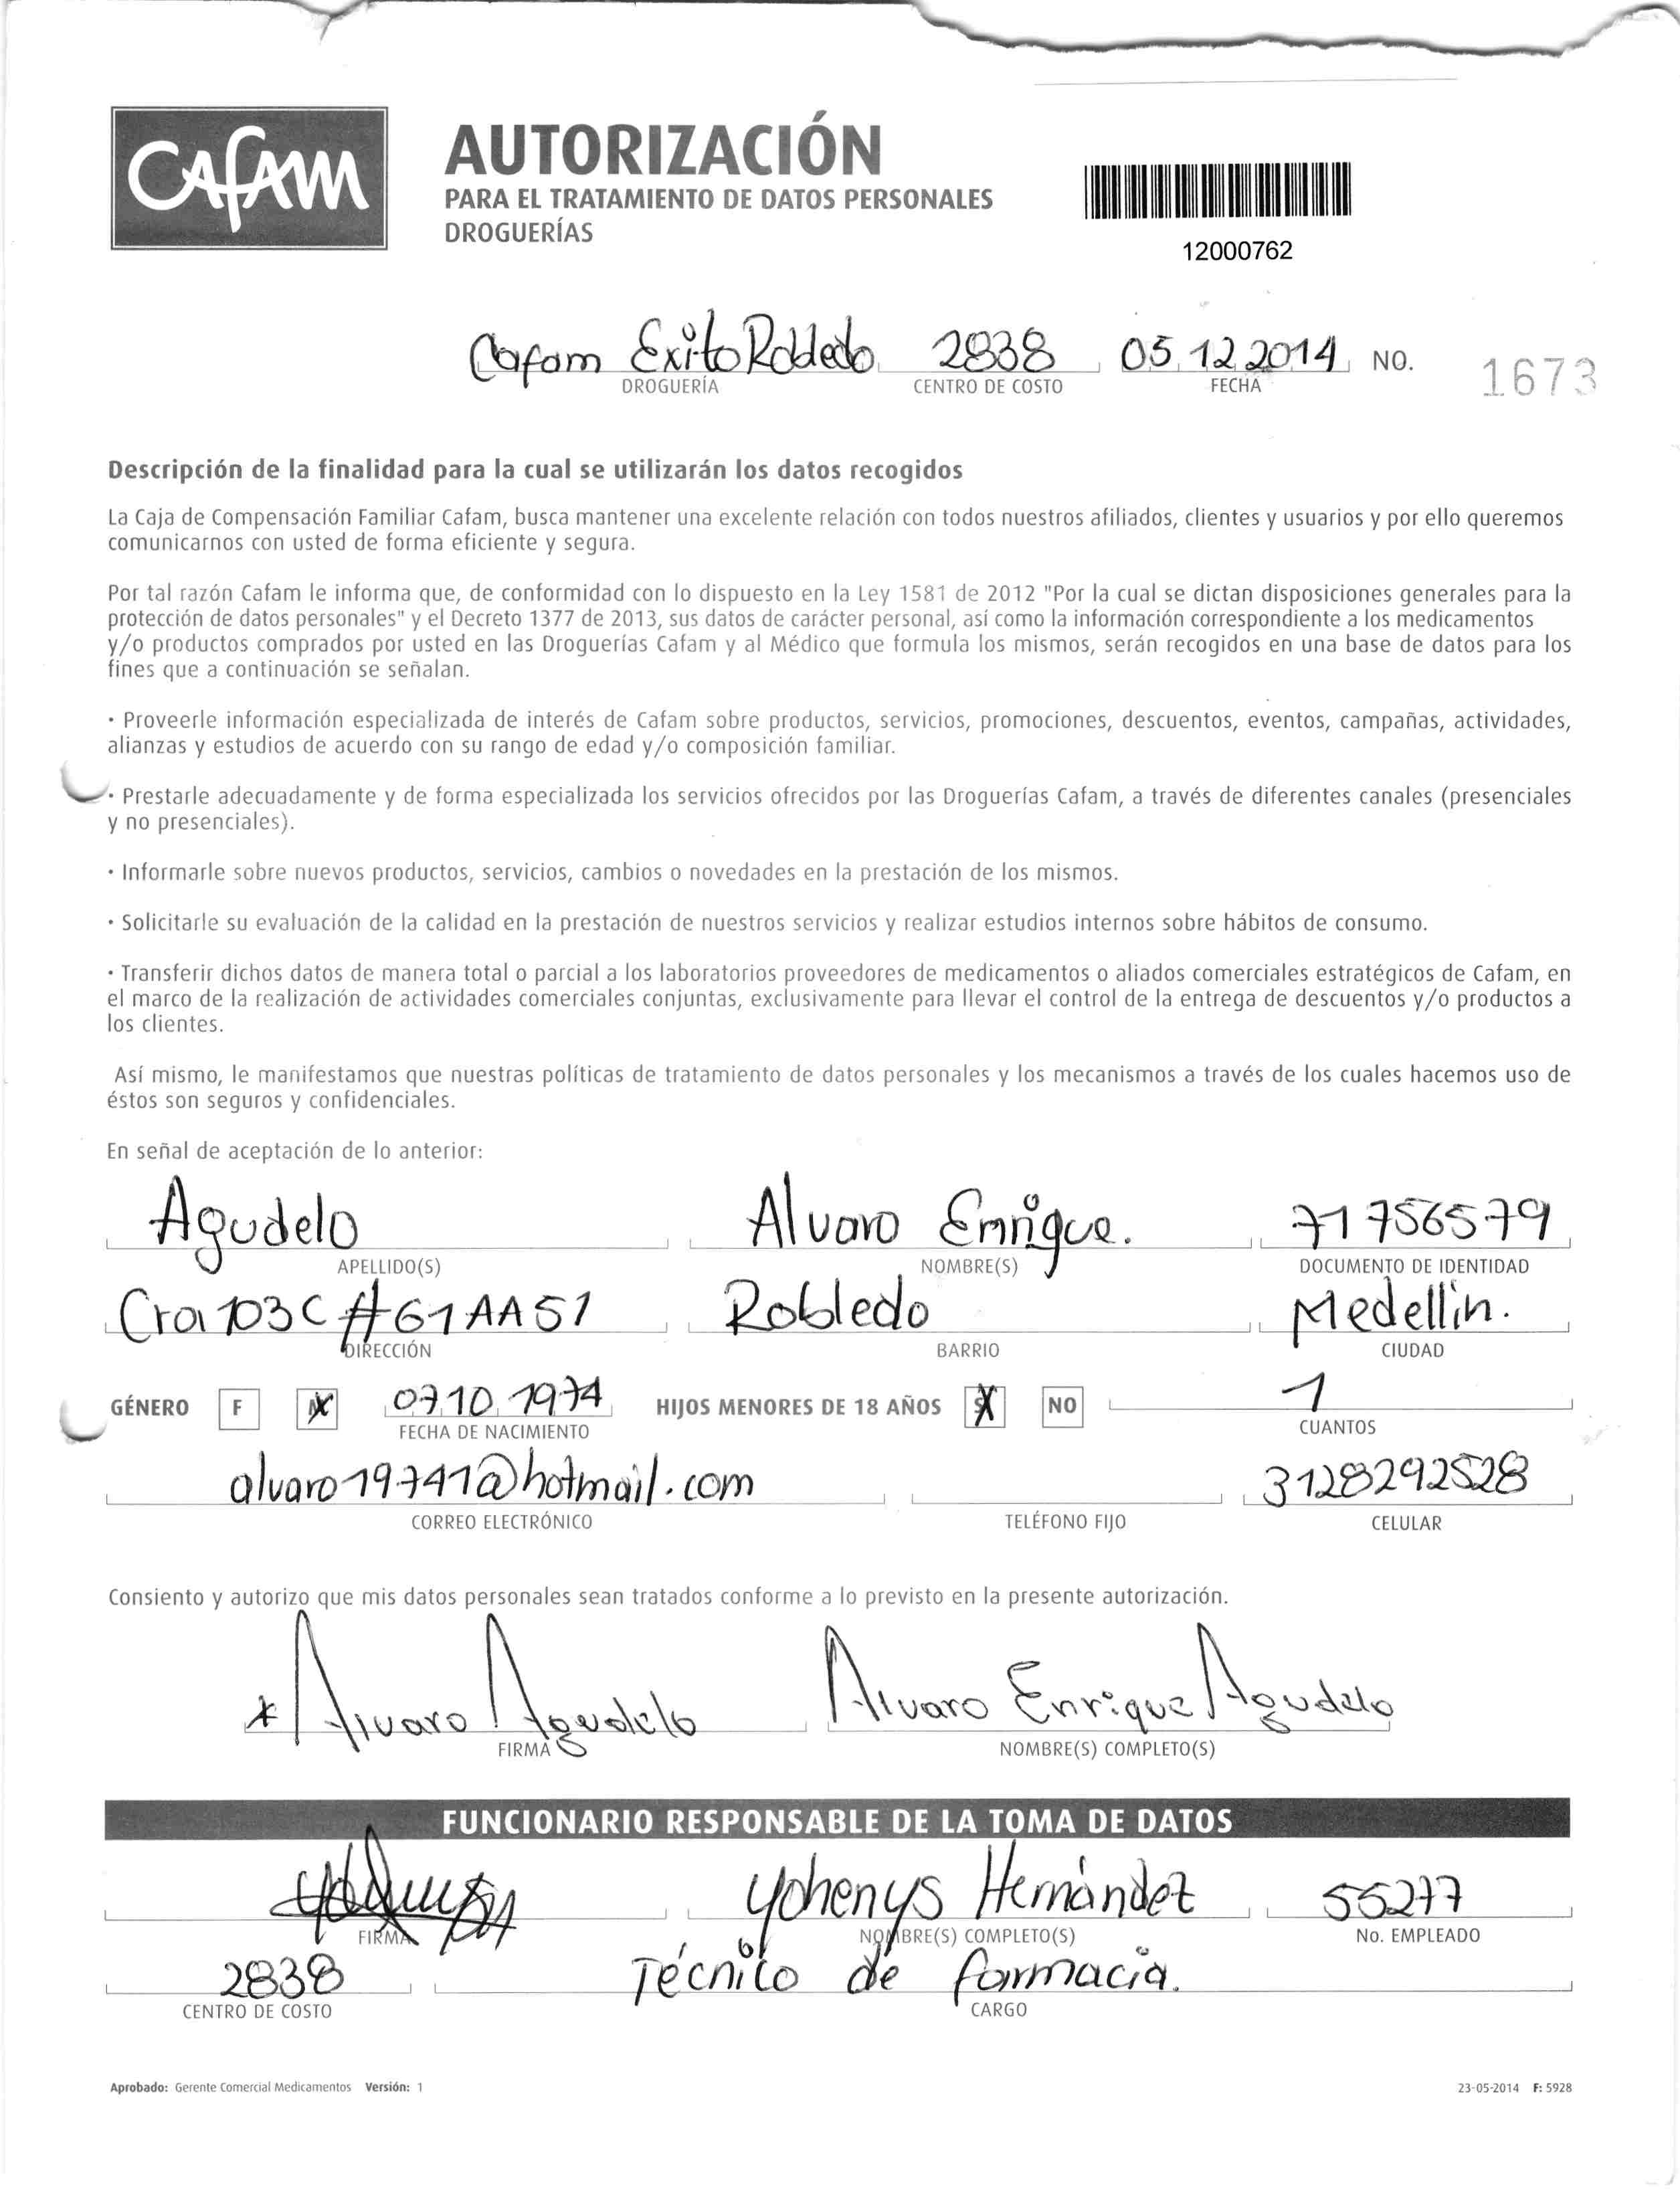 CAFAM
AUTORIZACIÓN
PARA EL TRATAMIENTO DE DATOS PERSONALES
DROGUERÍAS
12000762
Cafam Exito Robledo 2838 05 12 2014 NO. 1673
DROGUERÍA CENTRO DE COSTO FECHA
Descripción de la finalidad para la cual se utilizarán los datos recogidos
La Caja de Compensación Familiar Cafam, busca mantener una excelente relación con todos nuestros afiliados, clientes y usuarios y por ello queremos
comunicarnos con usted de forma eficiente y segura.
Por tal razón Cafam le informa que, de conformidad con lo dispuesto en la Ley 1581 de 2012 "Por la cual se dictan disposiciones generales para la
protección de datos personales" y el Decreto 1377 de 2013, sus datos de carácter personal, así como la información correspondiente a los medicamentos
y/o productos comprados por usted en las Droguerías Cafam y al Médico que formula los mismos, serán recogidos en una base de datos para los
fines que a continuación se señalan.
· Proveerle información especializada de interés de Cafam sobre productos, servicios, promociones, descuentos, eventos, campañas, actividades,
alianzas y estudios de acuerdo con su rango de edad y/o composición familiar.
· Prestarle adecuadamente y de forma especializada los servicios ofrecidos por las Droguerías Cafam, a través de diferentes canales (presenciales
y no presenciales).
· Informarle sobre nuevos productos, servicios, cambios o novedades en la prestación de los mismos.
· Solicitarle su evaluación de la calidad en la prestación de nuestros servicios y realizar estudios internos sobre hábitos de consumo.
· Transferir dichos datos de manera total o parcial a los laboratorios proveedores de medicamentos o aliados comerciales estratégicos de Cafam, en
el marco de la realización de actividades comerciales conjuntas, exclusivamente para llevar el control de la entrega de descuentos y/o productos a
los clientes.
Así mismo, le manifestamos que nuestras políticas de tratamiento de datos personales y los mecanismos a través de los cuales hacemos uso de
éstos son seguros y confidenciales.
En señal de aceptación de lo anterior:
Agudelo Alvaro Enrique. 71756579
APELLIDO(S) NOMBRE(S) DOCUMENTO DE IDENTIDAD
Cra 103C #61AA51 Robledo Medellín.
DIRECCIÓN BARRIO CIUDAD
GÉNERO F M 07 10 1974 HIJOS MENORES DE 18 AÑOS SI NO 1
FECHA DE NACIMIENTO CUANTOS
alvaro19741@hotmail.com 3128292528
CORREO ELECTRÓNICO TELÉFONO FIJO CELULAR
Consiento y autorizo que mis datos personales sean tratados conforme a lo previsto en la presente autorización.
* Alvaro Agudelo Alvaro Enrique Agudelo
FIRMA NOMBRE(S) COMPLETO(S)
FUNCIONARIO RESPONSABLE DE LA TOMA DE DATOS
Yohenys Hernández 55277
FIRMA NOMBRE(S) COMPLETO(S) No. EMPLEADO
2838 Técnico de farmacia.
CENTRO DE COSTO CARGO
Aprobado: Gerente Comercial Medicamentos Versión: 1 23-05-2014 F: 5928